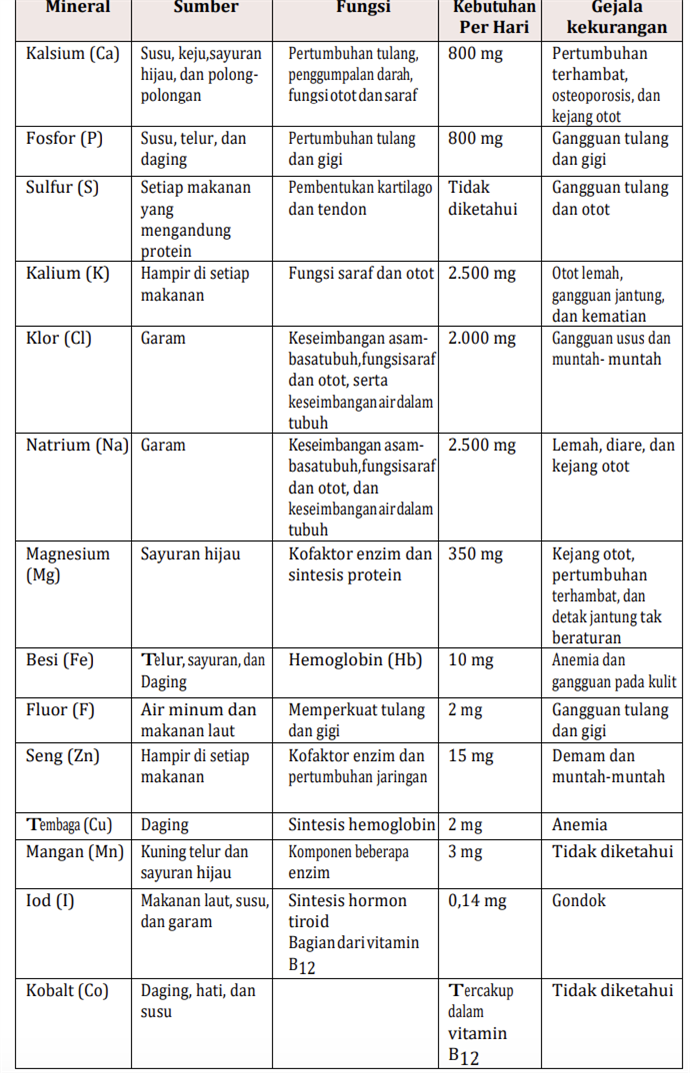 Mineral
Sumber
Fungsi
Kebutuhan
Per Hari
Gejala
kekurangan
Kalsium (Ca)
Susu, keju,sayuran
hijau, dan polong-
polongan
Pertumbuhan tulang,
penggumpalan darah,
fungsi otot dan saraf
800 mg
Pertumbuhan
terhambat,
osteoporosis, dan
kejang otot
Fosfor (P)
Susu, telur, dan
daging
Pertumbuhan tulang
dan gigi
800 mg
Gangguan tulang
dan gigi
Sulfur (S)
Setiap makanan
yang
mengandung
protein
Pembentukan kartilago
dan tendon
Tidak
diketahui
Gangguan tulang
dan otot
Kalium (K)
Hampir di setiap
makanan
Fungsi saraf dan otot
2.500 mg
Otot lemah,
gangguan jantung,
dan kematian
Klor (Cl)
Garam
Keseimbangan asam-
basatubuh,fungsisaraf
dan otot, serta
keseimbangan air dalam
tubuh
2.000 mg
Gangguan usus dan
muntah- muntah
Natrium (Na)
Garam
Keseimbangan asam-
basatubuh,fungsisaraf
dan otot, dan
keseimbangan air dalam
tubuh
2.500 mg
Lemah, diare, dan
kejang otot
Magnesium
(Mg)
Sayuran hijau
Kofaktor enzim dan
sintesis protein
350 mg
Kejang otot,
pertumbuhan
terhambat, dan
detak jantung tak
beraturan
Besi (Fe)
Telur, sayuran, dan
Daging
Hemoglobin (Hb)
10 mg
Anemia dan
gangguan pada kulit
Fluor (F)
Air minum dan
makanan laut
Memperkuat tulang
dan gigi
2 mg
Gangguan tulang
dan gigi
Seng (Zn)
Hampir di setiap
makanan
Kofaktor enzim dan
pertumbuhan jaringan
15 mg
Demam dan
muntah-muntah
Tembaga (Cu)
Daging
Sintesis hemoglobin
2 mg
Anemia
Mangan (Mn)
Kuning telur dan
sayuran hijau
Komponen beberapa
enzim
3 mg
Tidak diketahui
Iod (I)
Makanan laut, susu,
dan garam
Sintesis hormon
tiroid
Bagian dari vitamin
B12
0,14 mg
Gondok
Kobalt (Co)
Daging, hati, dan
susu
Tercakup
dalam
vitamin
B12
Tidak diketahui